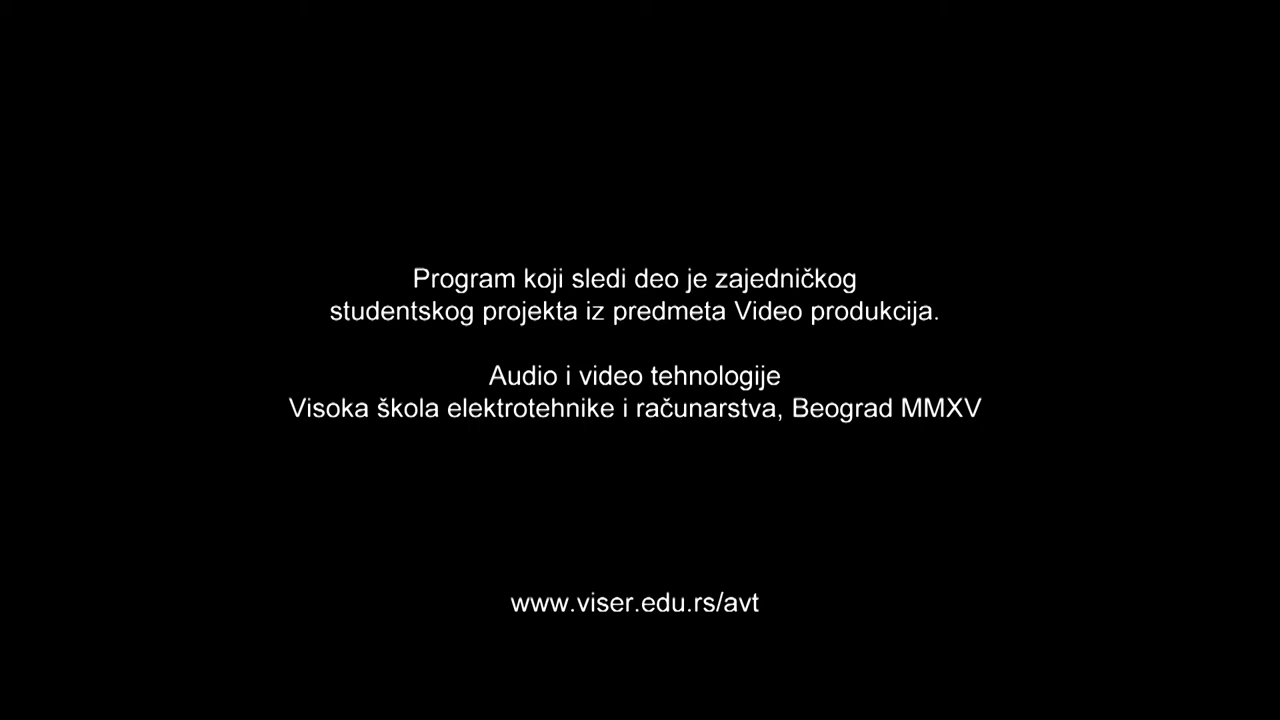 Program koji sledi deo je zajedničkog
studentskog projekta iz predmeta Video produkcija.
Audio i video tehnologije
Visoka škola elektrotehnike i računarstva, Beograd MMXV
www.viser.edu.rs/avt